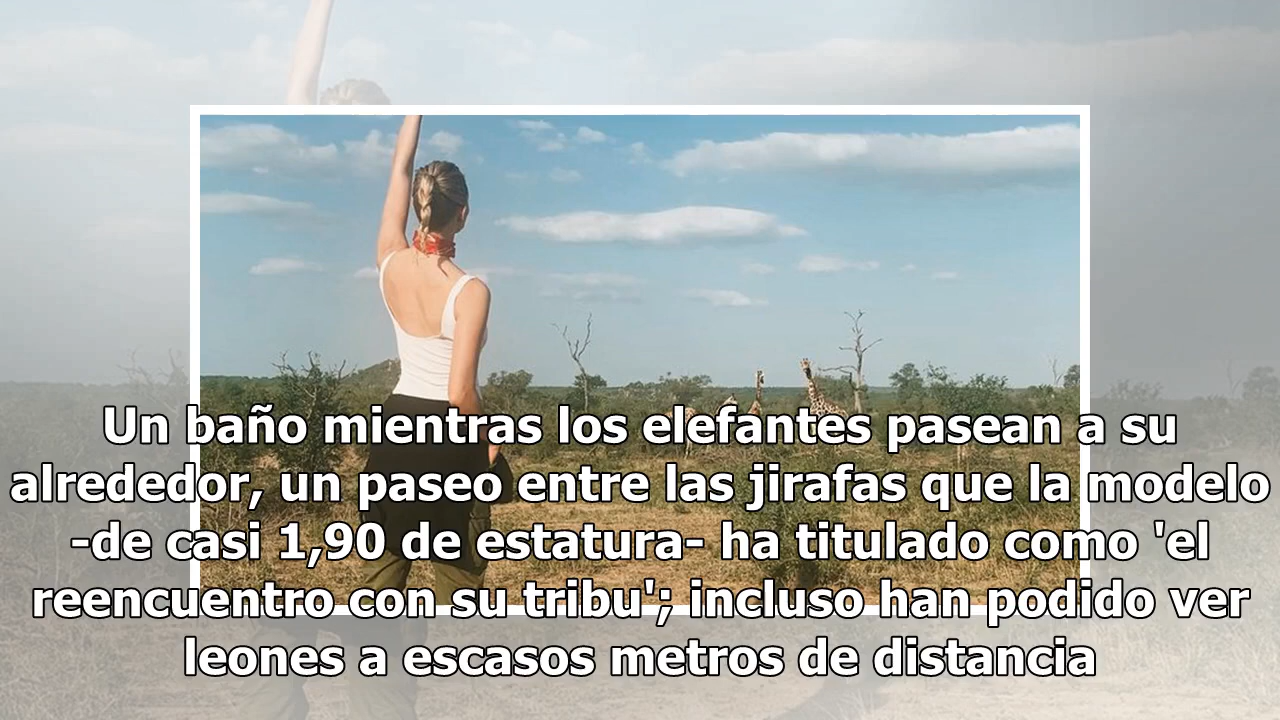 Un baño mientras los elefantes pasean a su
alrededor, un paseo entre las jirafas que la modelo
-de casi 1,90 de estatura- ha titulado como 'el
reencuentro con su tribu'; incluso han podido ver
leones a escasos metros de distancia